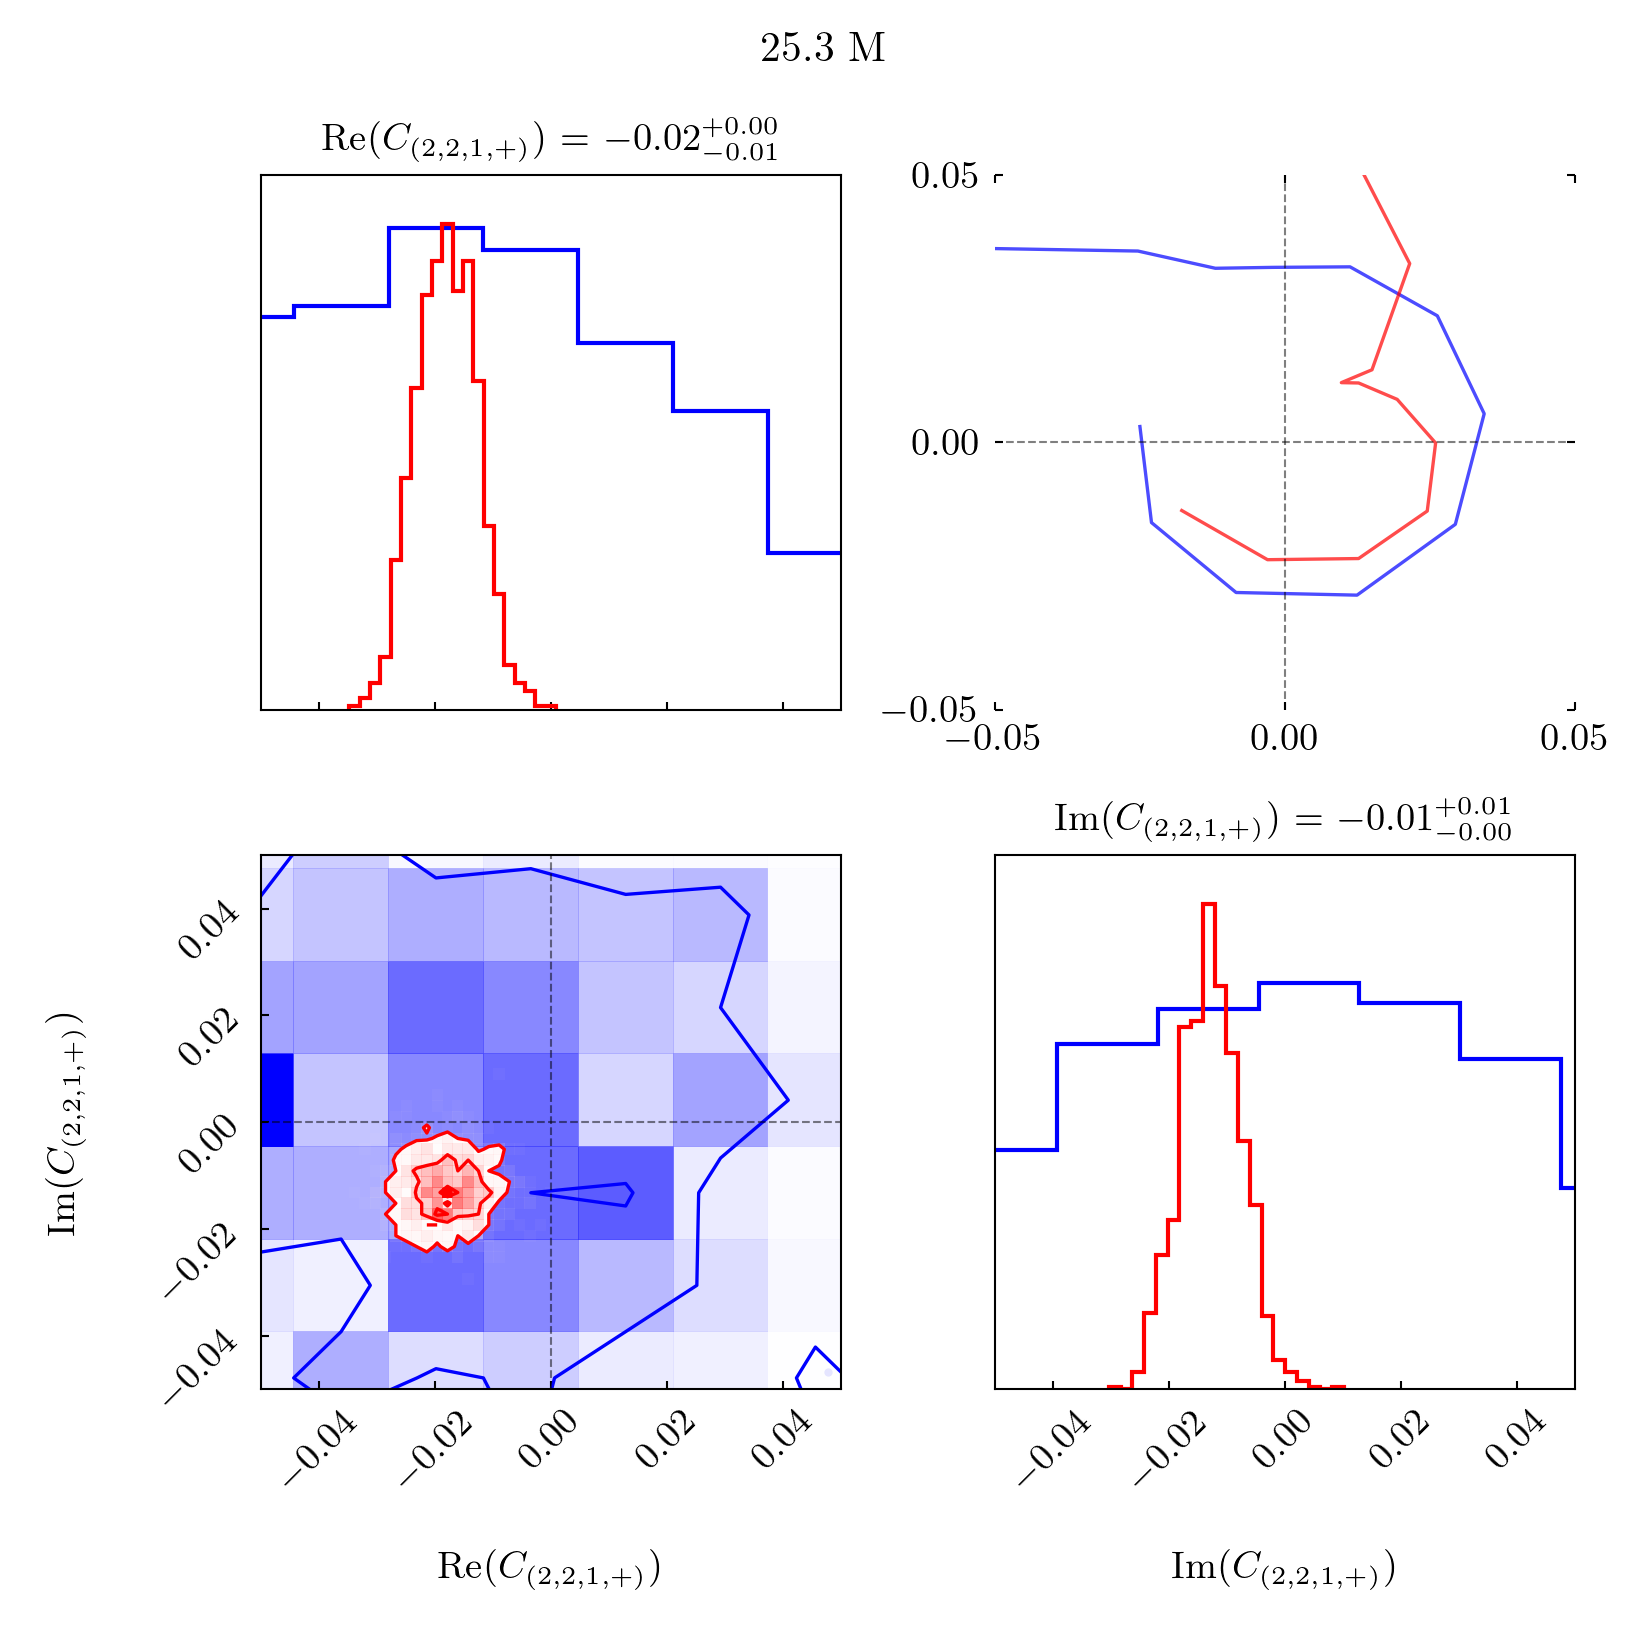 25.3 M
Re(C_{(2,2,1,+)}) = −0.02^{+0.00}_{−0.01}
0.05
0.00
−0.05
−0.05 0.00 0.05
Im(C_{(2,2,1,+)}) = −0.01^{+0.01}_{−0.00}
Im(C_{(2,2,1,+)})
0.04
0.02
0.00
−0.02
−0.04
−0.04 −0.02 0.00 0.02 0.04
−0.04 −0.02 0.00 0.02 0.04
Re(C_{(2,2,1,+)})
Im(C_{(2,2,1,+)})